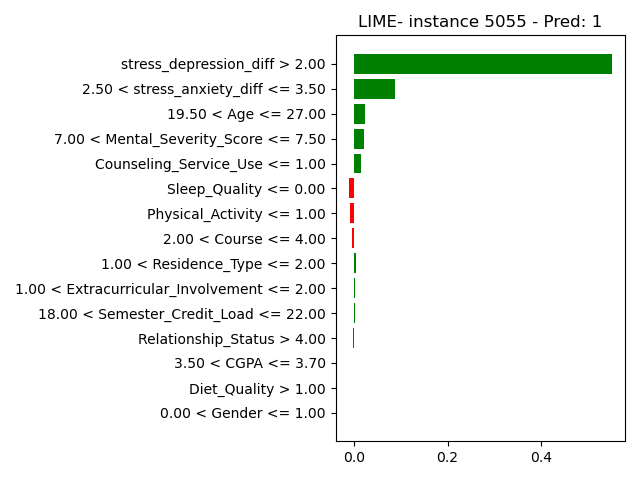 LIME- instance 5055 - Pred: 1
stress_depression_diff > 2.00
2.50 < stress_anxiety_diff <= 3.50
19.50 < Age <= 27.00
7.00 < Mental_Severity_Score <= 7.50
Counseling_Service_Use <= 1.00
Sleep_Quality <= 0.00
Physical_Activity <= 1.00
2.00 < Course <= 4.00
1.00 < Residence_Type <= 2.00
1.00 < Extracurricular_Involvement <= 2.00
18.00 < Semester_Credit_Load <= 22.00
Relationship_Status > 4.00
3.50 < CGPA <= 3.70
Diet_Quality > 1.00
0.00 < Gender <= 1.00
0.0 0.2 0.4